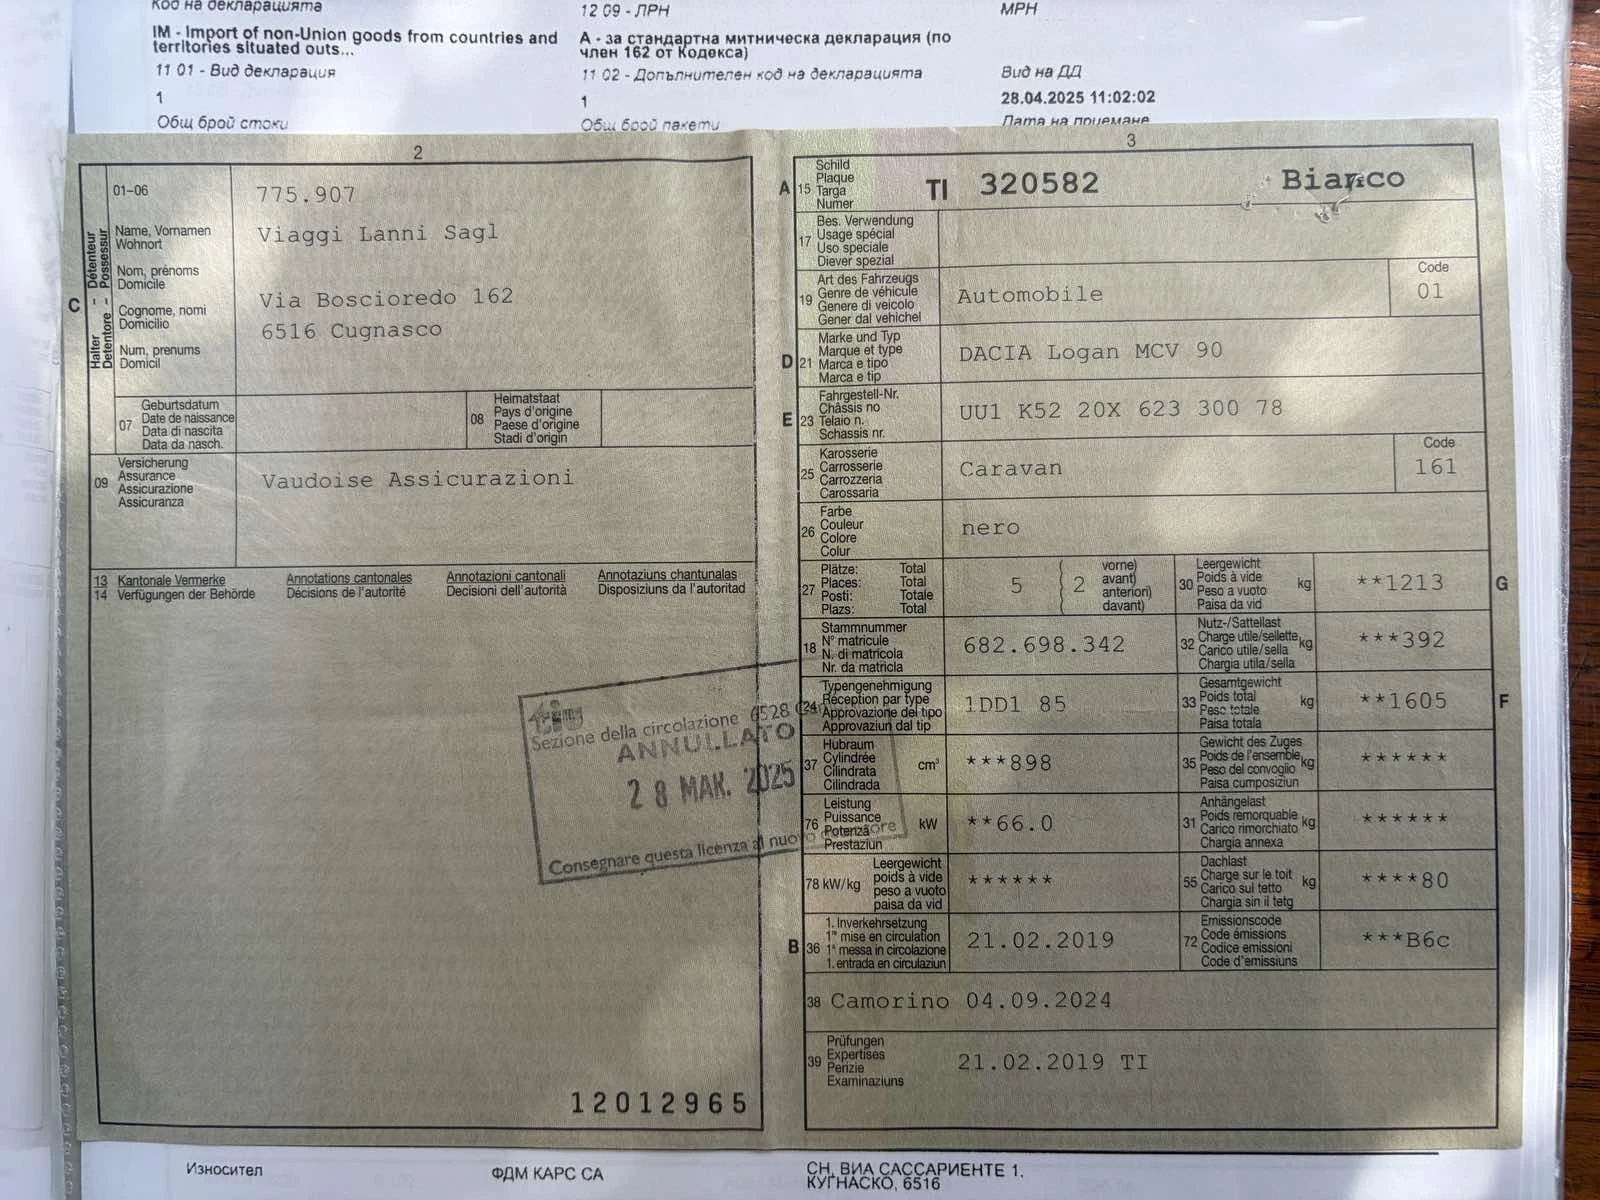 Код на декларацията
12 09 - ЛРН
МРН
IM - Import of non-Union goods from countries and
territories situated outs...
A - за стандартна митническа декларация (по
член 162 от Кодекса)
11 01 - Вид декларация
11 02 - Допълнителен код на декларацията
Вид на ДД
1
1
28.04.2025 11:02:02
Общ брой стоки
Общ брой пакети
Дата на приемане
2
01-06
775.907
C
Halter - Détenteur
Detentore - Possessur
Name, Vornamen
Wohnort
Viaggi Lanni Sagl
Nom, prénoms
Domicile
Cognome, nomi
Domicilio
Via Boscioredo 162
6516 Cugnasco
Num, prenums
Domicil
07
Geburtsdatum
Date de naissance
Data di nascita
Data da nasch.
08
Heimatstaat
Pays d'origine
Paese d'origine
Stadi d'origin
09
Versicherung
Assurance
Assicurazione
Assicuranza
Vaudoise Assicurazioni
13
14
Kantonale Vermerke
Verfügungen der Behörde
Annotations cantonales
Décisions de l'autorité
Annotazioni cantonali
Decisioni dell'autorità
Annotaziuns chantunalas
Disposiziuns da l'autoritad
Sezione della circolazione 6528
ANNULLATO
28 MAR. 2025
Consegnare questa licenza al nuovo
12012965
3
A 15
Schild
Plaque
Targa
Numer
TI 320582 Bianco
17
Bes. Verwendung
Usage spécial
Uso speciale
Diever spezial
19
Art des Fahrzeugs
Genre de véhicule
Genere di veicolo
Gener dal vehichel
Automobile
Code
01
D 21
Marke und Typ
Marque et type
Marca e tipo
Marca e tip
DACIA Logan MCV 90
E 23
Fahrgestell-Nr.
Châssis no
Telaio n.
Schassis nr.
UU1 K52 20X 623 300 78
25
Karosserie
Carrosserie
Carrozzeria
Carossaria
Caravan
Code
161
26
Farbe
Couleur
Colore
Colur
nero
27
Plätze: Total
Places: Total
Posti: Totale
Plazs: Total
5
( 2
vorne)
avant)
anteriori)
davant)
30
Leergewicht
Poids à vide
Peso a vuoto
Paisa da vid
kg
**1213
G
18
Stammnummer
N° matricule
N. di matricola
Nr. da matricla
682.698.342
32
Nutz-/Sattellast
Charge utile/sellette
Carico utile/sella
Chargia utila/sella
kg
***392
24
Typengenehmigung
Réception par type
Approvazione del tipo
Approvaziun dal tip
1DD1 85
33
Gesamtgewicht
Poids total
Peso totale
Paisa totala
kg
**1605
F
37
Hubraum
Cylindrée
Cilindrata
Cilindrada
cm³
***898
35
Gewicht des Zuges
Poids de l'ensemble
Peso del convoglio
Paisa cumposiziun
kg
******
76
Leistung
Puissance
Potenza
Prestaziun
kW
**66.0
31
Anhängelast
Poids remorquable
Carico rimorchiato
Chargia annexa
kg
******
78 kW/kg
Leergewicht
poids à vide
peso a vuoto
paisa da vid
******
55
Dachlast
Charge sur le toit
Carico sul tetto
Chargia sin il tetg
kg
****80
B 36
1. Inverkehrsetzung
1re mise en circulation
1a messa in circolazione
1. entrada en circulaziun
21.02.2019
72
Emissionscode
Code émissions
Codice emissioni
Code d'emissiuns
***B6c
38 Camorino 04.09.2024
39
Prüfungen
Expertises
Perizie
Examinaziuns
21.02.2019 TI
Износител
ФДМ КАРС СА
CH, ВИА САССАРИЕНТЕ 1,
КУГНАСКО, 6516